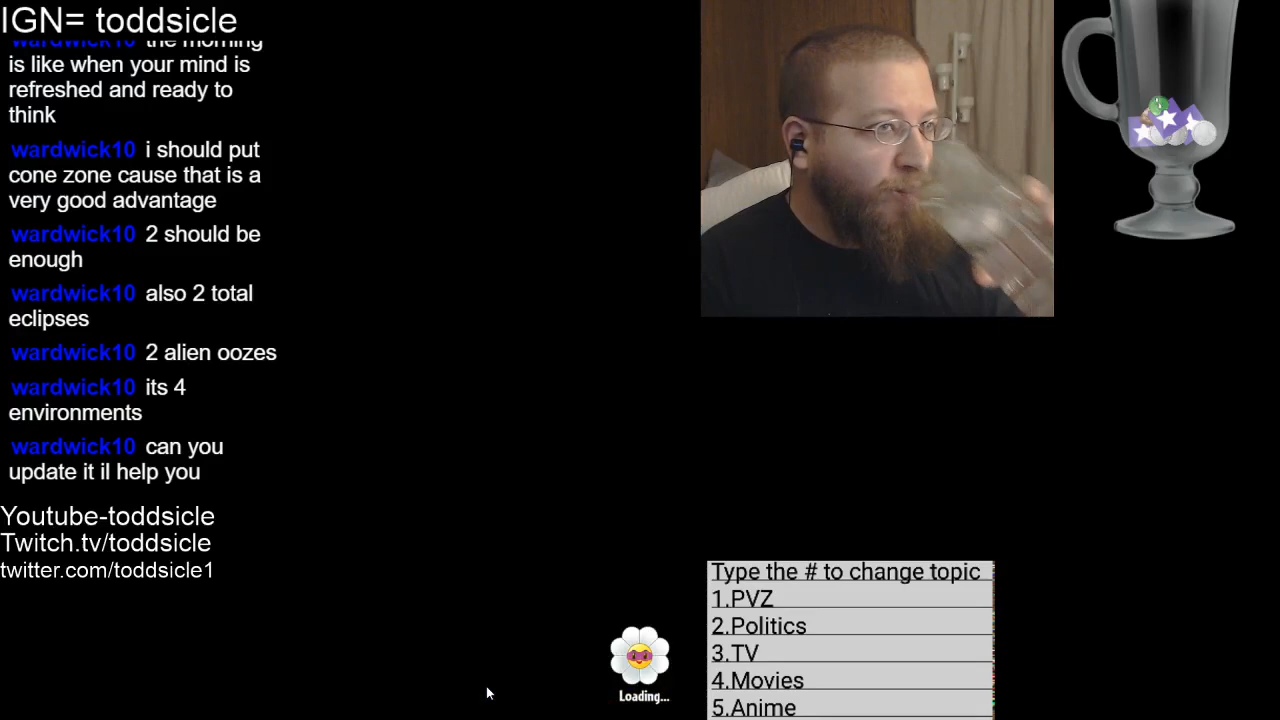 IGN= toddsicle
wardwick10 the morning
is like when your mind is
refreshed and ready to
think
wardwick10 i should put
cone zone cause that is a
very good advantage
wardwick10 2 should be
enough
wardwick10 also 2 total
eclipses
wardwick10 2 alien oozes
wardwick10 its 4
environments
wardwick10 can you
update it il help you
Youtube-toddsicle
Twitch.tv/toddsicle
twitter.com/toddsicle1
Loading...
Type the # to change topic
1.PVZ
2.Politics
3.TV
4.Movies
5.Anime